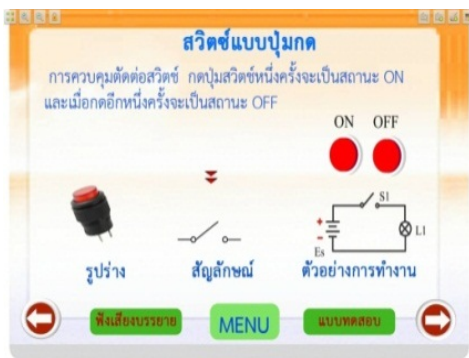 สวิตซ์แบบปุ่มกด
การควบคุมตัดต่อสวิตช์ กดปุ่มสวิตช์หนึ่งครั้งจะเป็นสถานะ ON
และเมื่อกดอีกหนึ่งครั้งจะเป็นสถานะ OFF
ON OFF
S1
L1
Es
รูปร่าง สัญลักษณ์ ตัวอย่างการทำงาน
ฟังเสียงบรรยาย MENU แบบทดสอบ